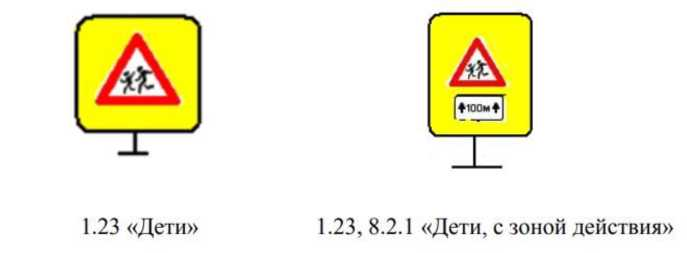 100м
1.23 «Дети»
1.23, 8.2.1 «Дети, с зоной действия»